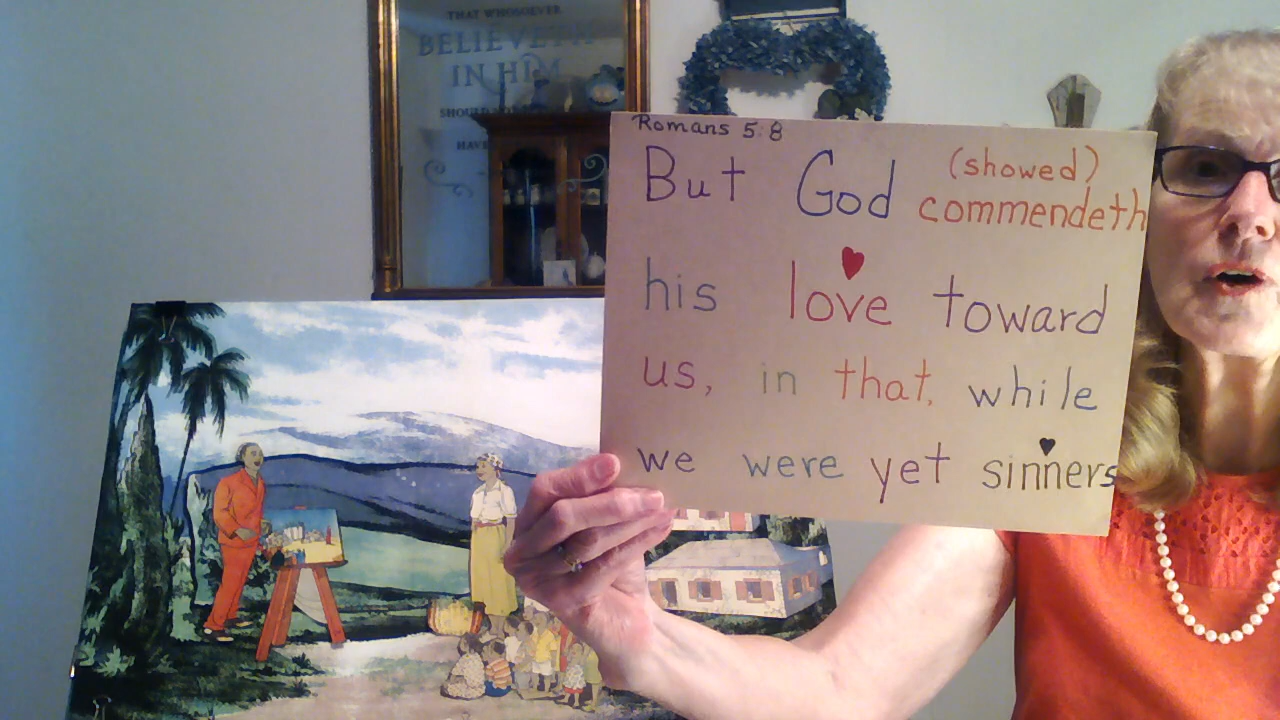 THAT WHOSOEVER
BELIEVETH
IN HIM
HAVE
Romans 5:8
But God (showed)
commendeth
his love toward
us, in that, while
we were yet sinners